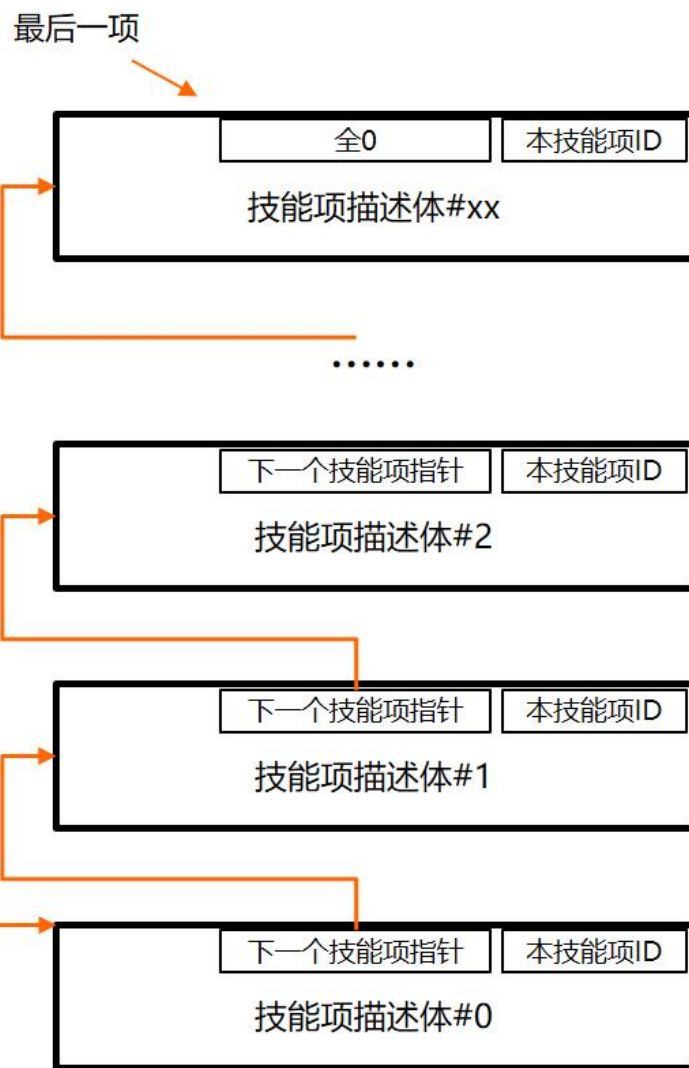 最后一项
全0 本技能项ID
技能项描述体#xx
......
下一个技能项指针 本技能项ID
技能项描述体#2
下一个技能项指针 本技能项ID
技能项描述体#1
下一个技能项指针 本技能项ID
技能项描述体#0